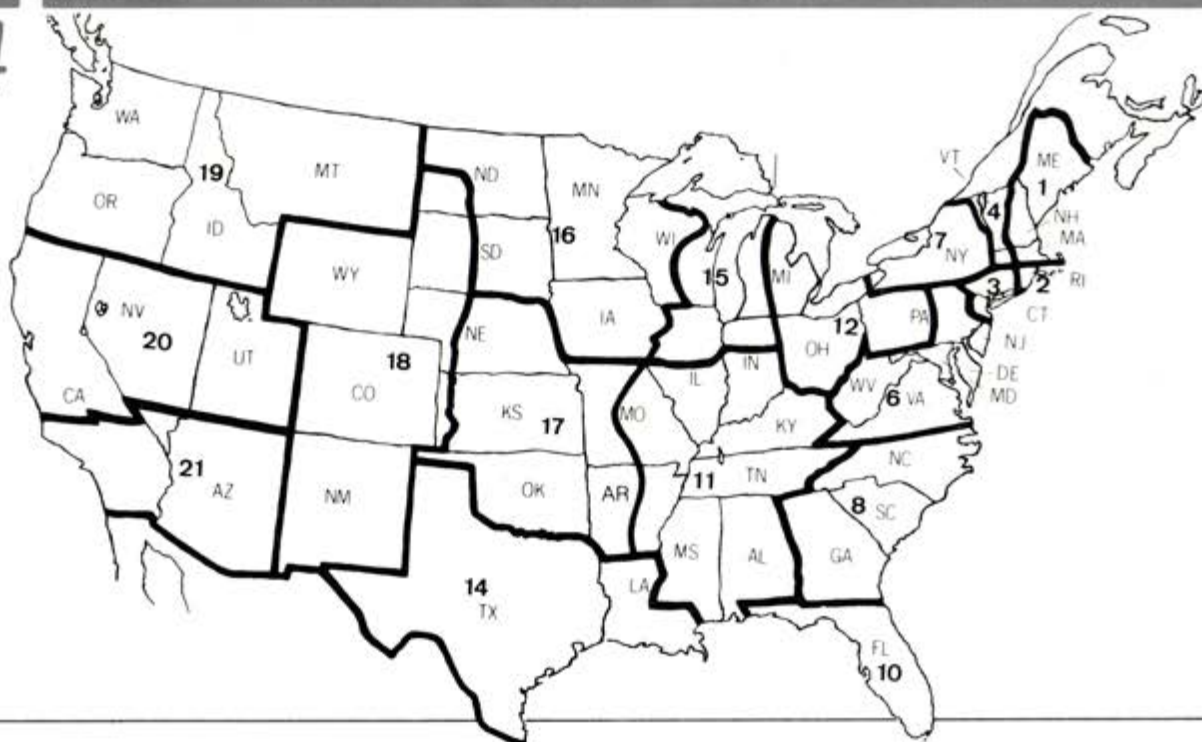 WA
MT
ND
MN
VT
ME
1
19
OR
ID
SD
16
WI
4
NH
MA
7
NY
WY
15
MI
2
RI
3
CT
NV
20
UT
18
CO
NE
IA
12
OH
PA
NJ
DE
MD
CA
KS
17
MO
IL
IN
WV
6
VA
KY
21
AZ
NM
OK
AR
11
TN
NC
8
SC
MS
AL
GA
14
TX
LA
FL
10